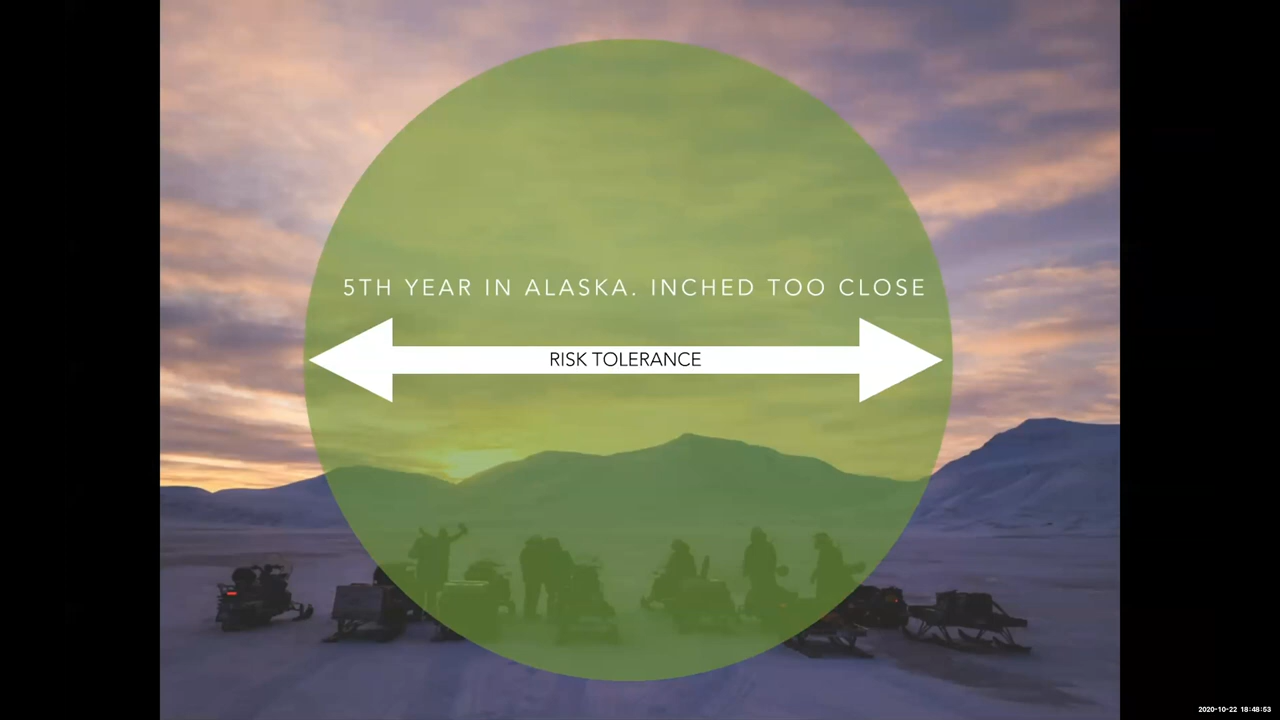 5TH YEAR IN ALASKA. INCHED TOO CLOSE
RISK TOLERANCE
2020-10-22 18:48:53